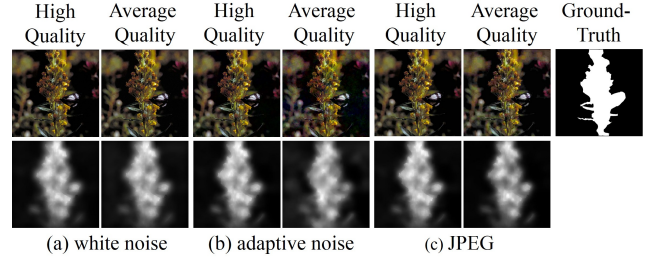 High Average High Average High Average Ground-
Quality Quality Quality Quality Quality Quality Truth
(a) white noise (b) adaptive noise (c) JPEG